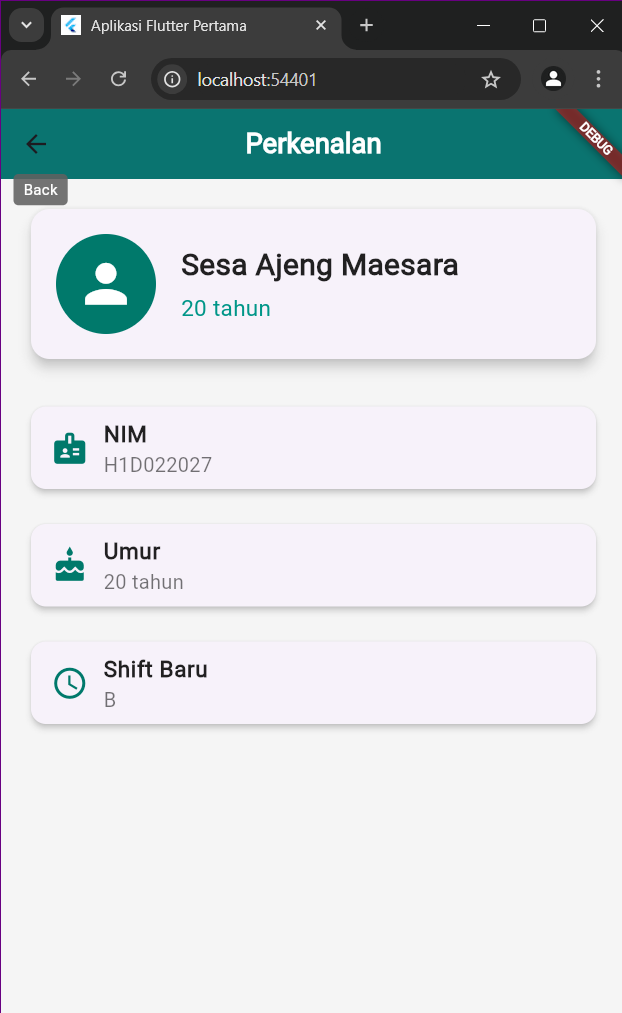 Aplikasi Flutter Pertama
localhost:54401
Perkenalan
DEBUG
Back
Sesa Ajeng Maesara
20 tahun
NIM
H1D022027
Umur
20 tahun
Shift Baru
B